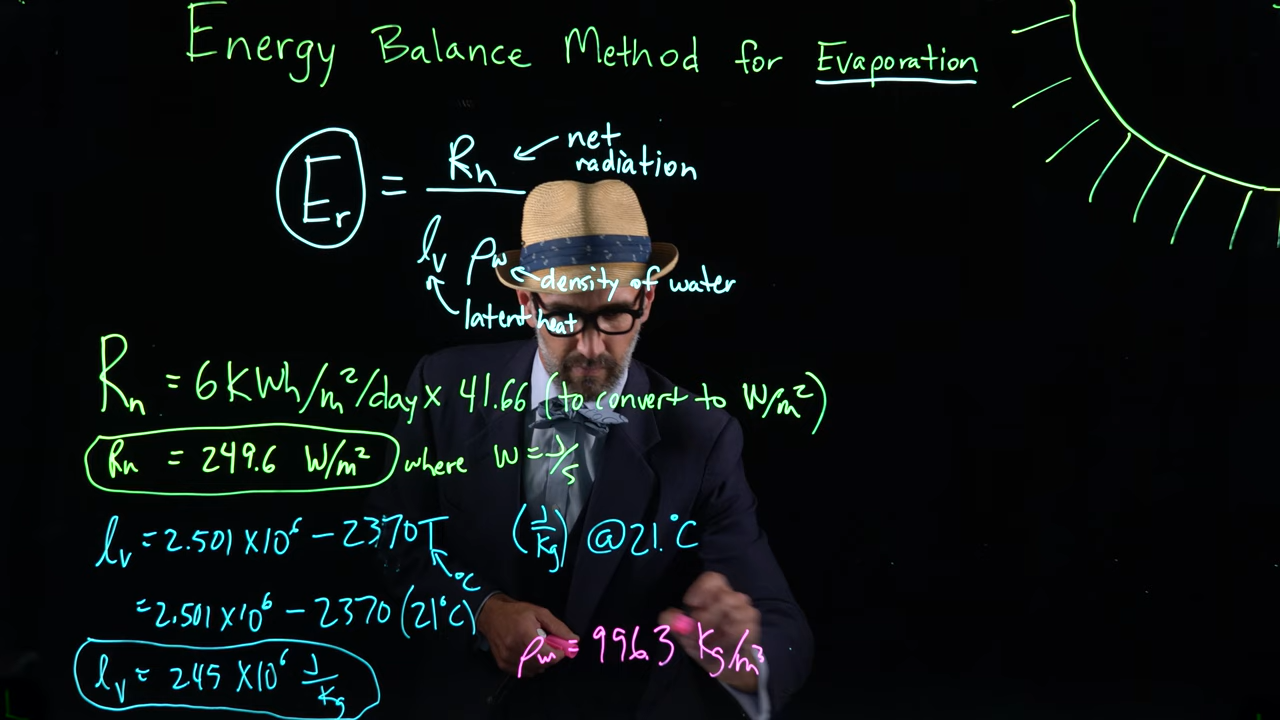 Energy Balance Method for Evaporation
Er = Rn ← net radiation
lv ρw ← density of water
latent heat
Rn = 6 KWh/m²/day × 41.66 (to convert to W/m²)
Rn = 249.6 W/m² where W = J/s
lv = 2.501 × 10⁶ − 2370T (J/Kg) @ 21°C
°C
= 2.501 × 10⁶ − 2370 (21°C)
lv = 245 × 10⁶ J/Kg
ρw = 996.3 Kg/m³